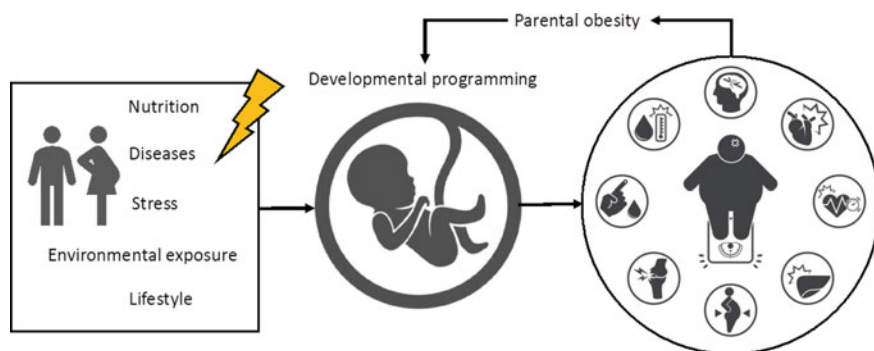 Parental obesity
Developmental programming
Nutrition
Diseases
Stress
Environmental exposure
Lifestyle